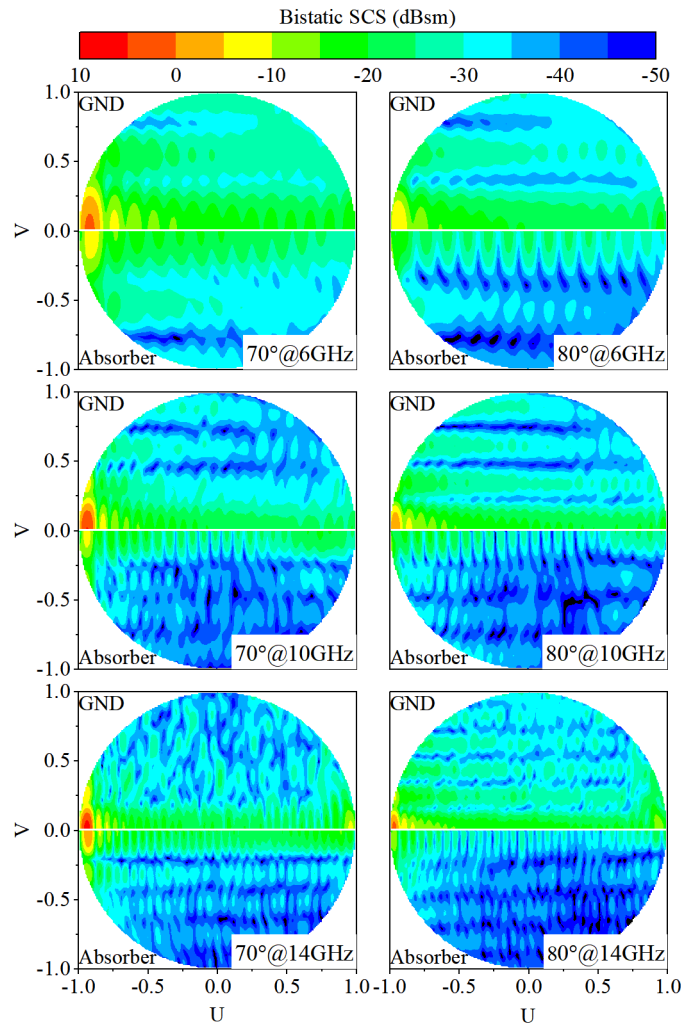 Bistatic SCS (dBsm)
10 0 -10 -20 -30 -40 -50
1.0 GND GND
0.5
V 0.0
-0.5
-1.0 Absorber 70°@6GHz Absorber 80°@6GHz
1.0 GND GND
0.5
V 0.0
-0.5
-1.0 Absorber 70°@10GHz Absorber 80°@10GHz
1.0 GND GND
0.5
V 0.0
-0.5
-1.0 Absorber 70°@14GHz Absorber 80°@14GHz
-1.0 -0.5 0.0 0.5 1.0 -0.5 0.0 0.5 1.0
U U